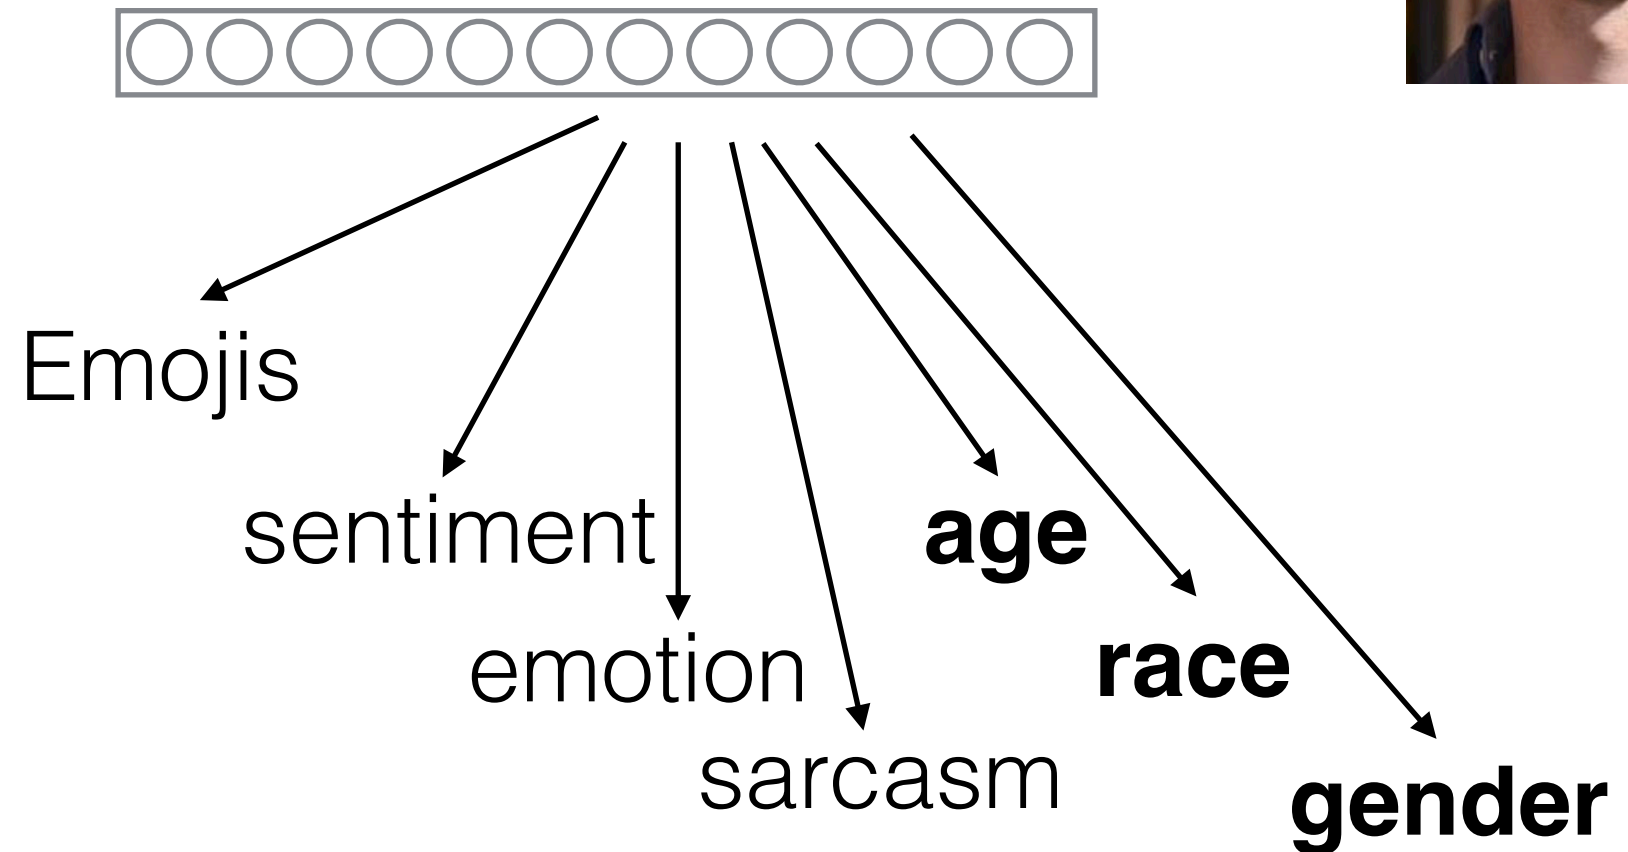 Emojis
sentiment
age
emotion
race
sarcasm
gender